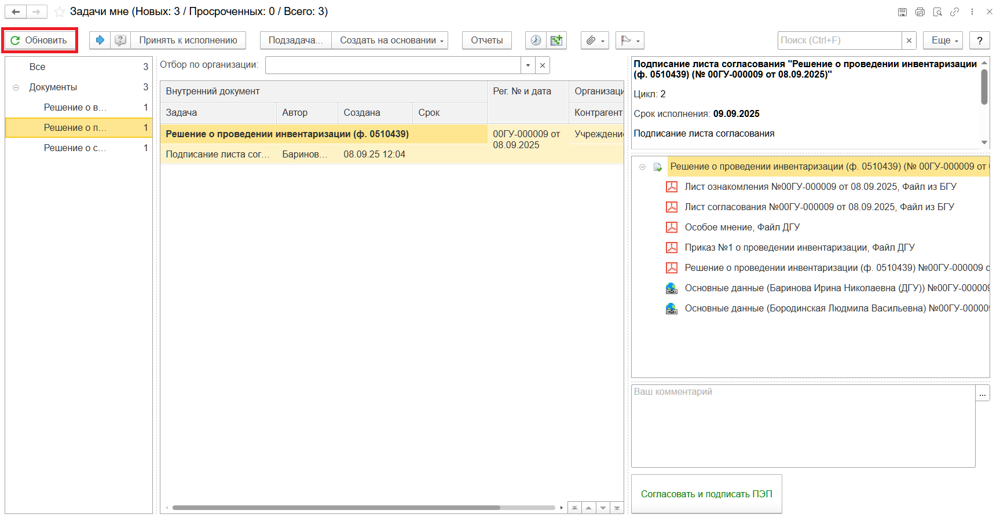 Задачи мне (Новых: 3 / Просроченных: 0 / Всего: 3)
Обновить
Принять к исполнению
Подзадача...
Создать на основании
Отчеты
Поиск (Ctrl+F)
Еще
?
Все 3
Документы 3
Решение о в... 1
Решение о п... 1
Решение о с... 1
Отбор по организации:
Внутренний документ
Рег. № и дата
Организаци
Задача
Автор
Создана
Срок
Контрагент
Решение о проведении инвентаризации (ф. 0510439)
00ГУ-000009 от
08.09.2025
Учреждение
Подписание листа сог...
Баринов...
08.09.25 12:04
Подписание листа согласования "Решение о проведении инвентаризации
(ф. 0510439) (№ 00ГУ-000009 от 08.09.2025)"
Цикл: 2
Срок исполнения: 09.09.2025
Подписание листа согласования
Решение о проведении инвентаризации (ф. 0510439) (№ 00ГУ-000009 от
Лист ознакомления №00ГУ-000009 от 08.09.2025, Файл из БГУ
Лист согласования №00ГУ-000009 от 08.09.2025, Файл из БГУ
Особое мнение, Файл ДГУ
Приказ №1 о проведении инвентаризации, Файл ДГУ
Решение о проведении инвентаризации (ф. 0510439) №00ГУ-000009 о
Основные данные (Баринова Ирина Николаевна (ДГУ)) №00ГУ-000009
Основные данные (Бородинская Людмила Васильевна) №00ГУ-000009
Ваш комментарий
...
Согласовать и подписать ПЭП